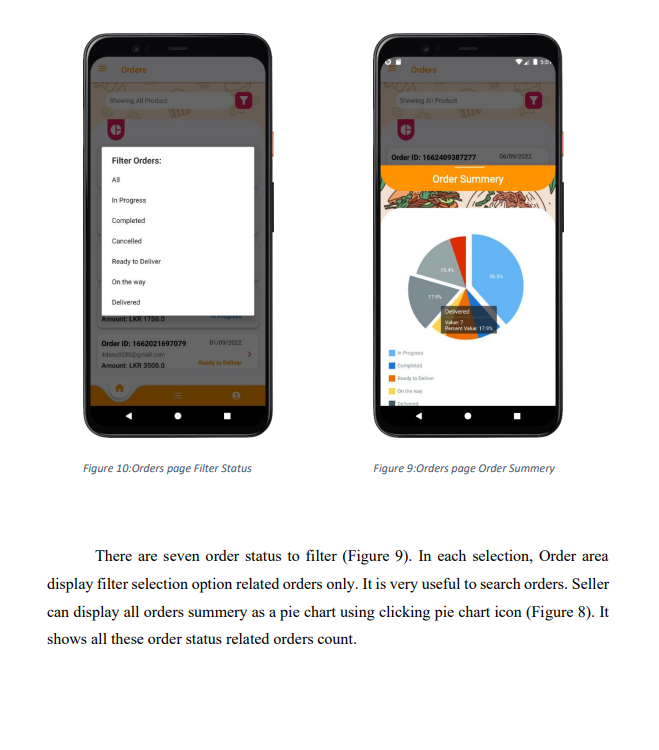 Orders
Showing All Product
Filter Orders:
All
In Progress
Completed
Cancelled
Ready to Deliver
On the way
Delivered
Amount: LKR 1750.0
In Progress
Order ID: 1662021697079
01/09/2022
Amount: LKR 3500.0
Ready to Deliver
Orders
Showing All Product
Order ID: 1662409387277
06/09/2022
Order Summery
15.4%
17.9%
Delivered
Value: 7
Percent Value: 17.9%
In Progress
Completed
Ready to Deliver
On the way
Delivered
Figure 10:Orders page Filter Status
Figure 9:Orders page Order Summery
There are seven order status to filter (Figure 9). In each selection, Order area
display filter selection option related orders only. It is very useful to search orders. Seller
can display all orders summery as a pie chart using clicking pie chart icon (Figure 8). It
shows all these order status related orders count.